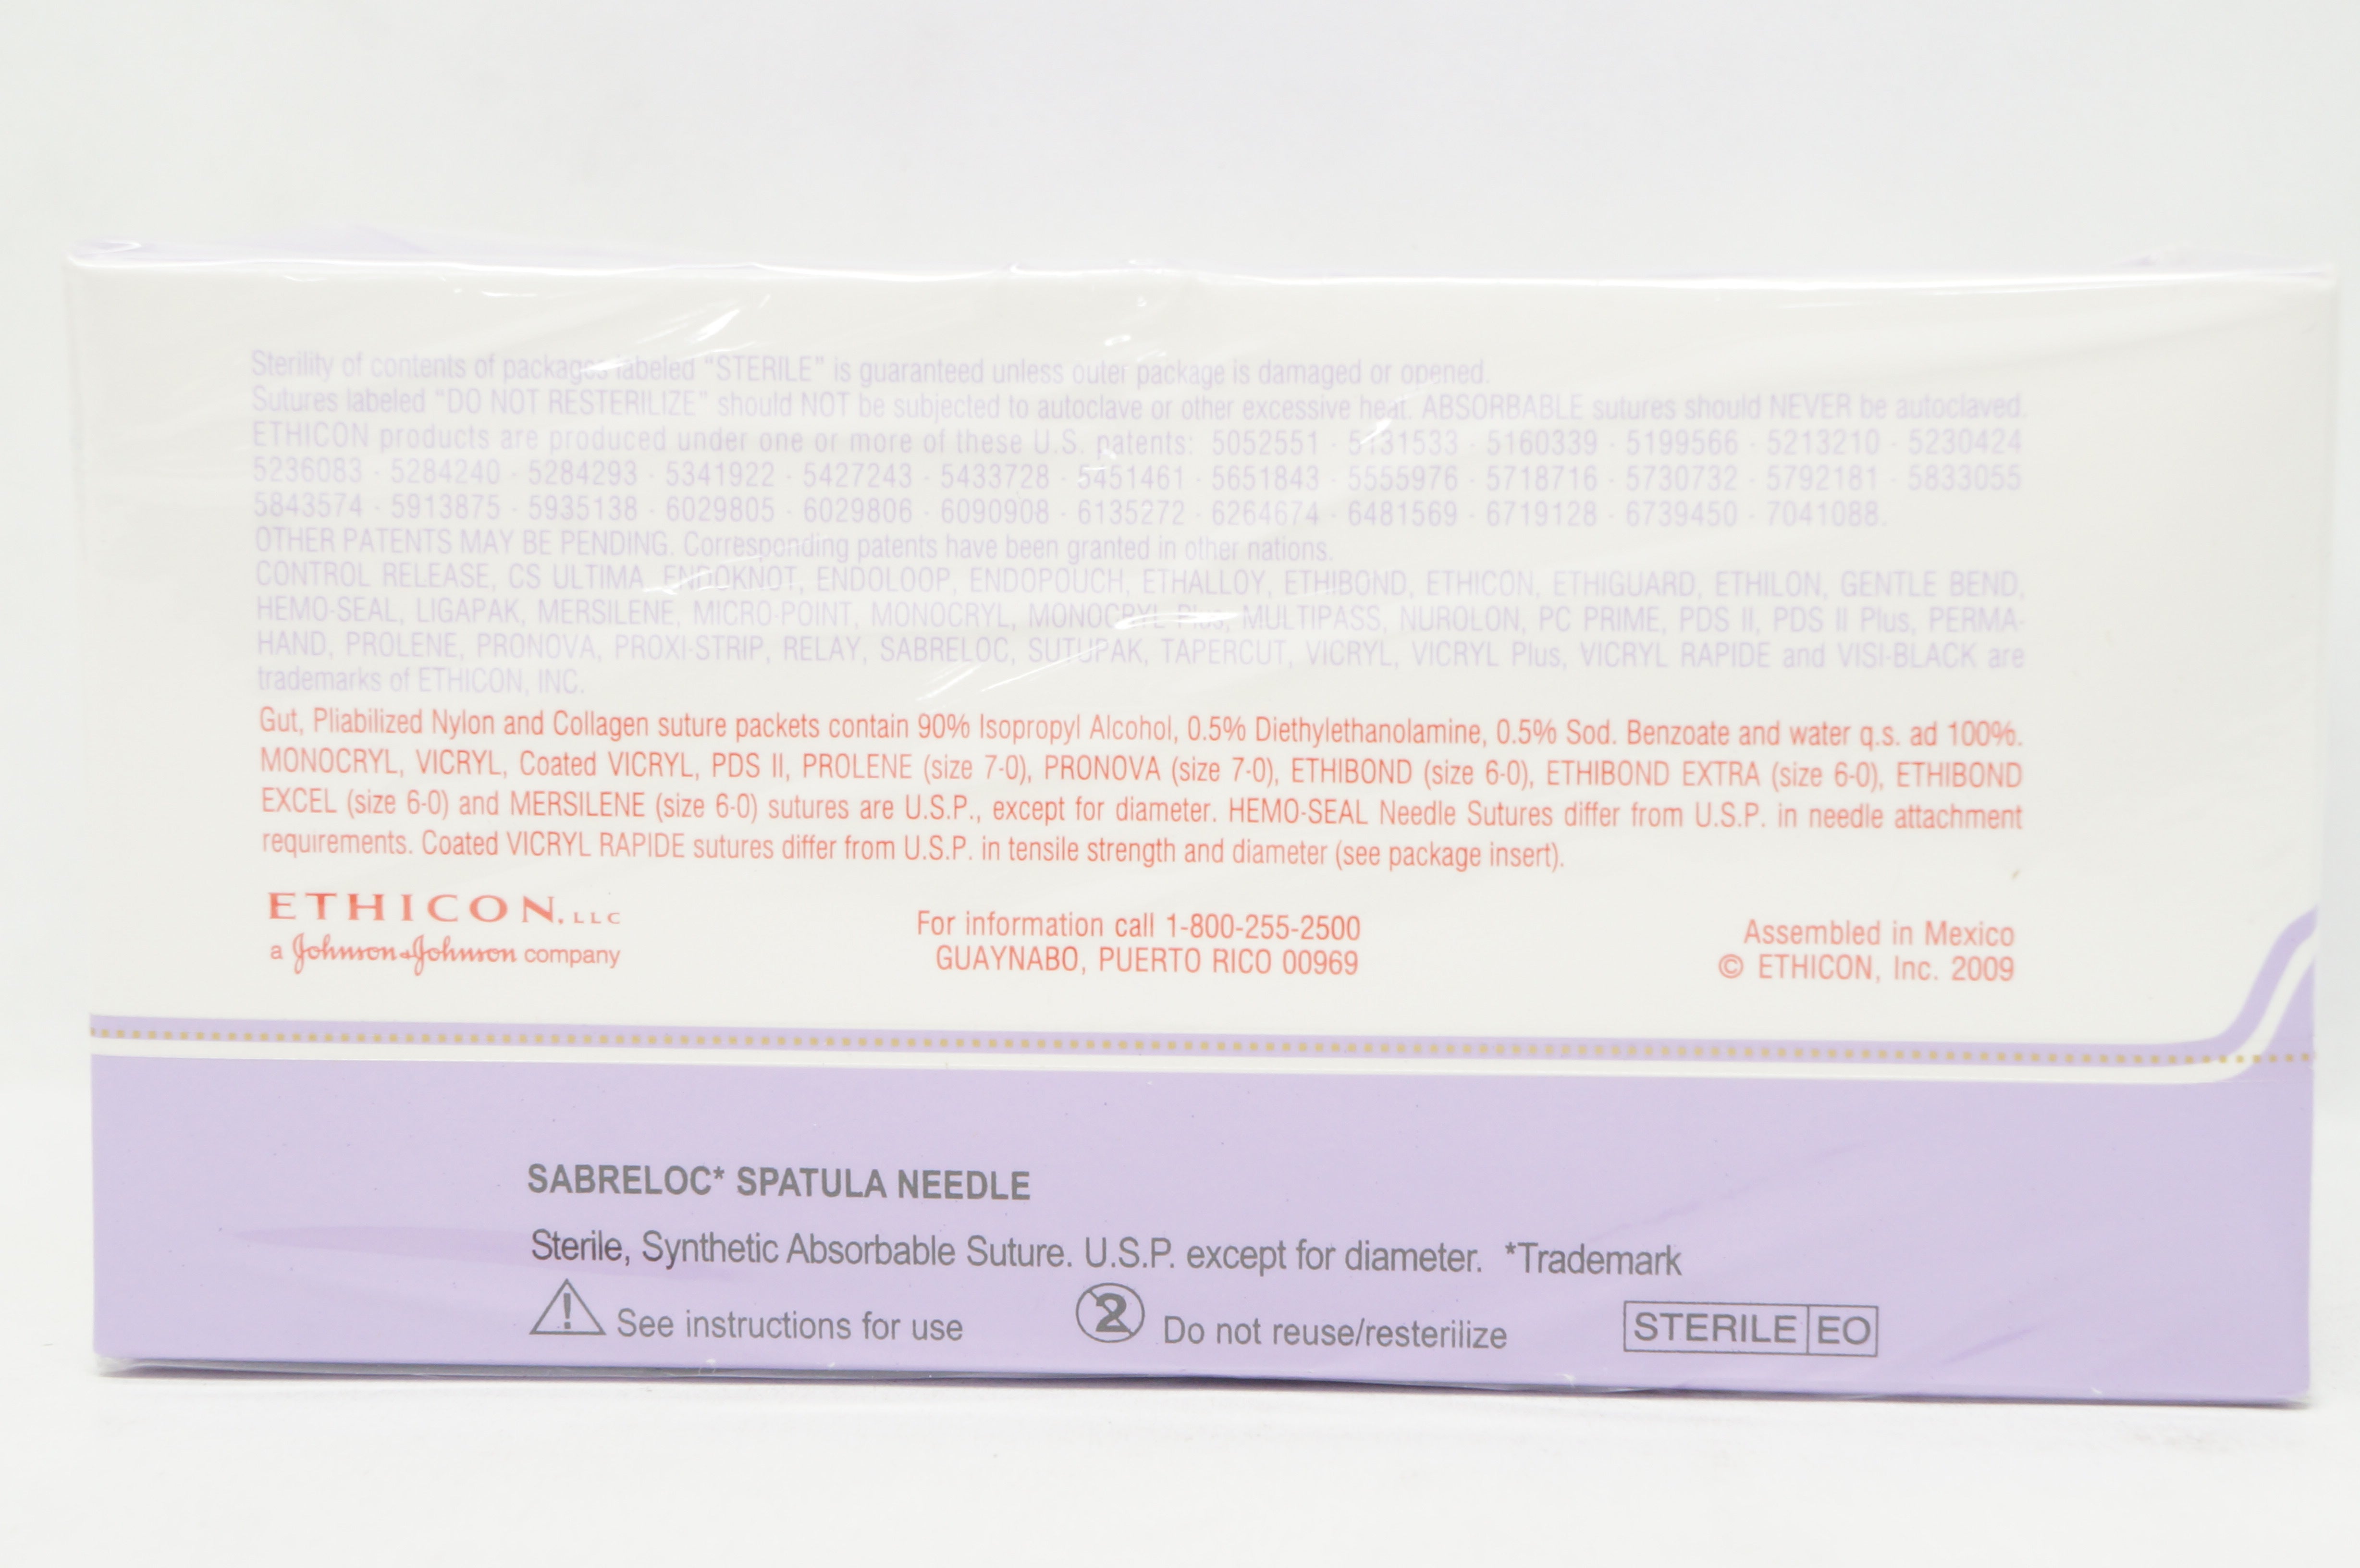 Sterility of contents of packages labeled “STERILE” is guaranteed unless outer package is damaged or opened.
Sutures labeled “DO NOT RESTERILIZE” should NOT be subjected to autoclave or other excessive heat. ABSORBABLE sutures should NEVER be autoclaved.
ETHICON products are produced under one or more of these U.S. patents: 5052551 · 5131533 · 5160339 · 5199566 · 5213210 · 5230424
5236083 · 5284240 · 5284293 · 5341922 · 5427243 · 5433728 · 5451461 · 5651843 · 5555976 · 5718716 · 5730732 · 5792181 · 5833055
5843574 · 5913875 · 5935138 · 6029805 · 6029806 · 6090908 · 6135272 · 6264674 · 6481569 · 6719128 · 6739450 · 7041088.
OTHER PATENTS MAY BE PENDING. Corresponding patents have been granted in other nations.
CONTROL RELEASE, CS ULTIMA, ENDOKNOT, ENDOLOOP, ENDOPOUCH, ETHALLOY, ETHIBOND, ETHICON, ETHIGUARD, ETHILON, GENTLE BEND,
HEMO-SEAL, LIGAPAK, MERSILENE, MICRO-POINT, MONOCRYL, MONOCRYL Plus, MULTIPASS, NUROLON, PC PRIME, PDS II, PDS II Plus, PERMA-
HAND, PROLENE, PRONOVA, PROXI-STRIP, RELAY, SABRELOC, SUTUPAK, TAPERCUT, VICRYL, VICRYL Plus, VICRYL RAPIDE and VISI-BLACK are
trademarks of ETHICON, INC.
Gut, Pliabilized Nylon and Collagen suture packets contain 90% Isopropyl Alcohol, 0.5% Diethylethanolamine, 0.5% Sod. Benzoate and water q.s. ad 100%.
MONOCRYL, VICRYL, Coated VICRYL, PDS II, PROLENE (size 7-0), PRONOVA (size 7-0), ETHIBOND (size 6-0), ETHIBOND EXTRA (size 6-0), ETHIBOND
EXCEL (size 6-0) and MERSILENE (size 6-0) sutures are U.S.P., except for diameter. HEMO-SEAL Needle Sutures differ from U.S.P. in needle attachment
requirements. Coated VICRYL RAPIDE sutures differ from U.S.P. in tensile strength and diameter (see package insert).
ETHICON, LLC
a Johnson & Johnson company
For information call 1-800-255-2500
GUAYNABO, PUERTO RICO 00969
Assembled in Mexico
© ETHICON, Inc. 2009
SABRELOC* SPATULA NEEDLE
Sterile, Synthetic Absorbable Suture. U.S.P. except for diameter. *Trademark
! See instructions for use
2 Do not reuse/resterilize
STERILE EO